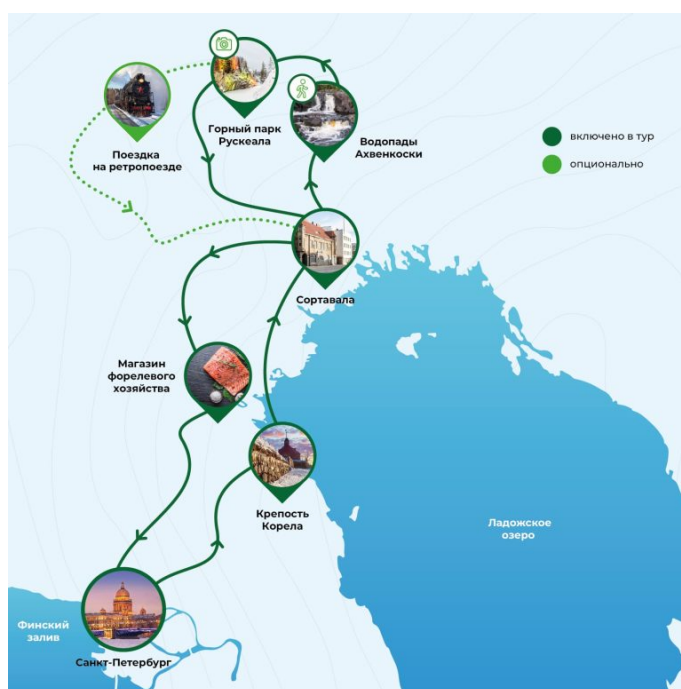 Горный парк
Рускеала
Водопады
Ахвенкоски
включено в тур
опционально
Поездка
на ретропоезде
Сортавала
Магазин
форелевого
хозяйства
Крепость
Корела
Ладожское
озеро
Финский
залив
Санкт-Петербург